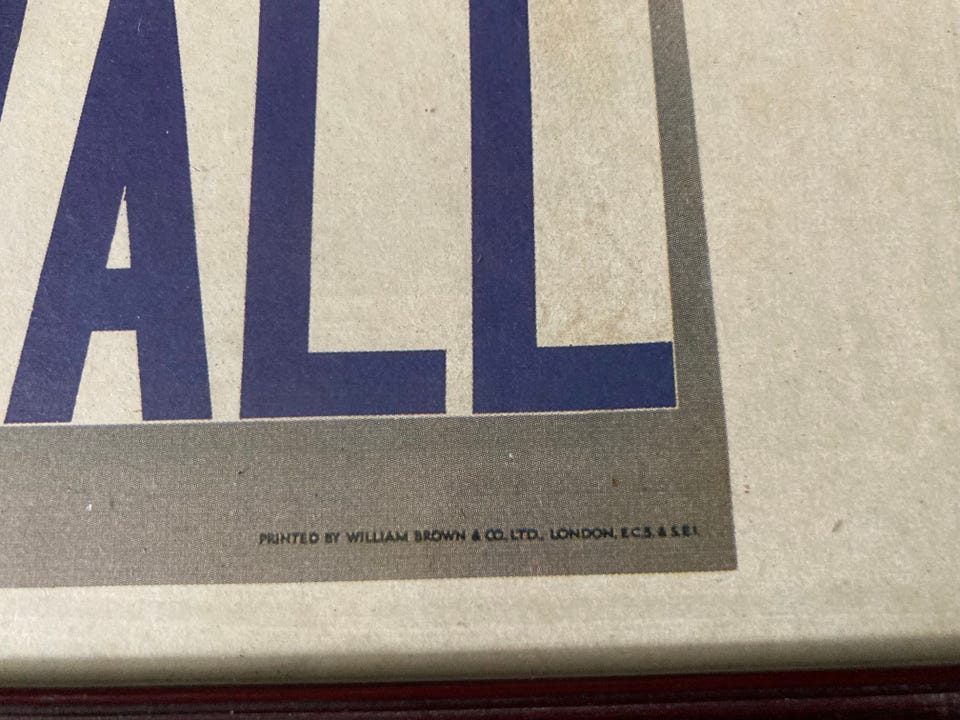 ALL
PRINTED BY WILLIAM BROWN & CO. LTD., LONDON, E.C.3. & S.E.1.